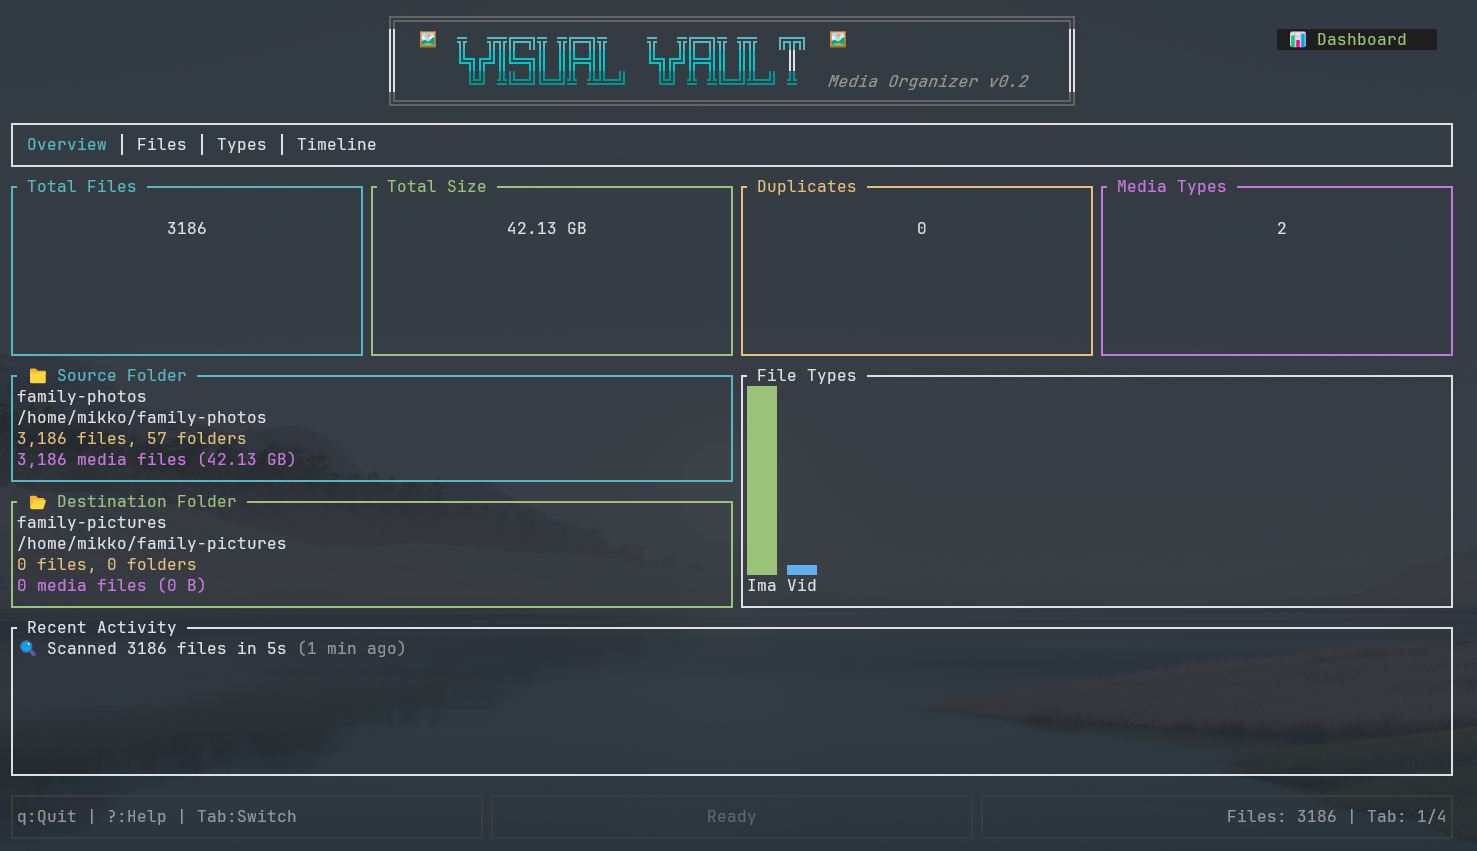 VISUAL VAULT
Media Organizer v0.2
Dashboard
Overview │ Files │ Types │ Timeline
Total Files
3186
Total Size
42.13 GB
Duplicates
0
Media Types
2
Source Folder
family-photos
/home/mikko/family-photos
3,186 files, 57 folders
3,186 media files (42.13 GB)
Destination Folder
family-pictures
/home/mikko/family-pictures
0 files, 0 folders
0 media files (0 B)
File Types
Ima Vid
Recent Activity
Scanned 3186 files in 5s (1 min ago)
q:Quit | ?:Help | Tab:Switch
Ready
Files: 3186 | Tab: 1/4